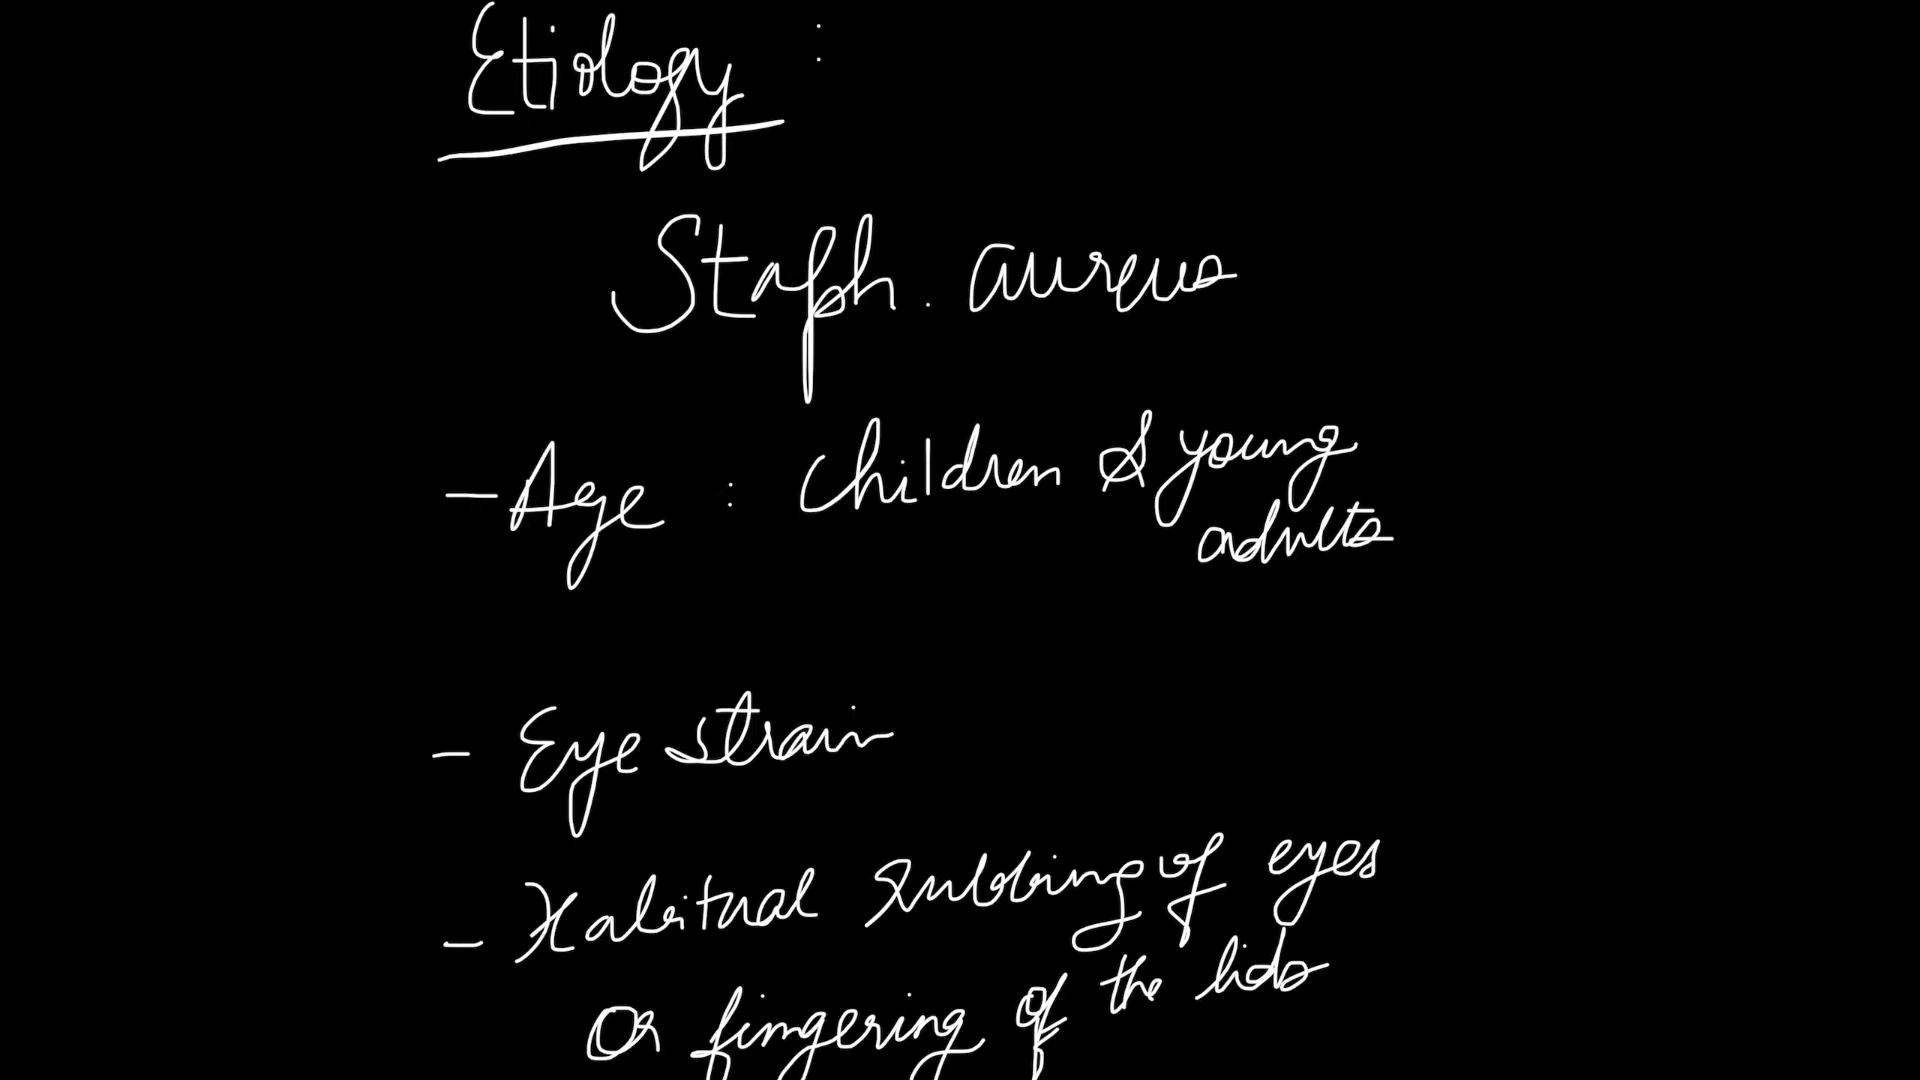 Etiology :
Staph. aureus
- Age : Children & young
adults
- Eye strain
- Habitual rubbing of eyes
or fingering of the lids